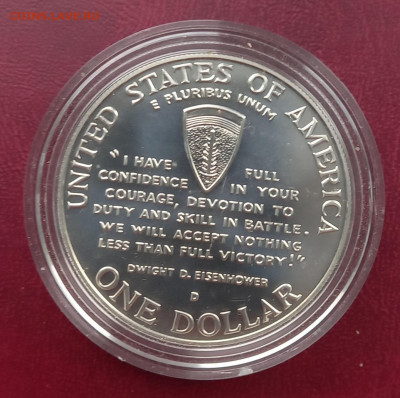 UNITED STATES OF AMERICA
E PLURIBUS UNUM
"I HAVE FULL
CONFIDENCE IN YOUR
COURAGE, DEVOTION TO
DUTY AND SKILL IN BATTLE.
WE WILL ACCEPT NOTHING
LESS THAN FULL VICTORY!"
DWIGHT D. EISENHOWER
D
ONE DOLLAR